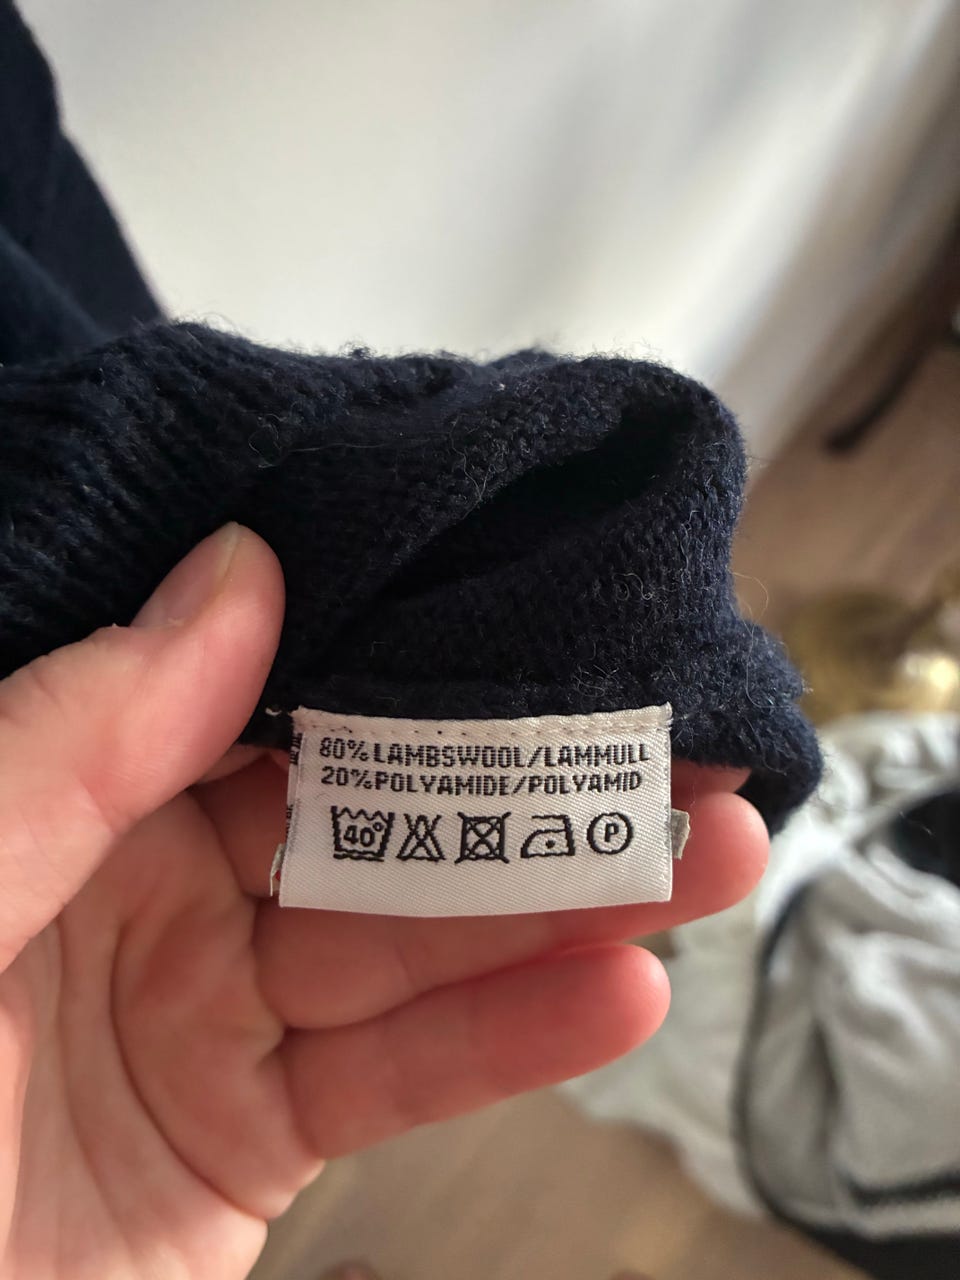 80% LAMBSWOOL/LAMMULL
20% POLYAMIDE/POLYAMID
40° P